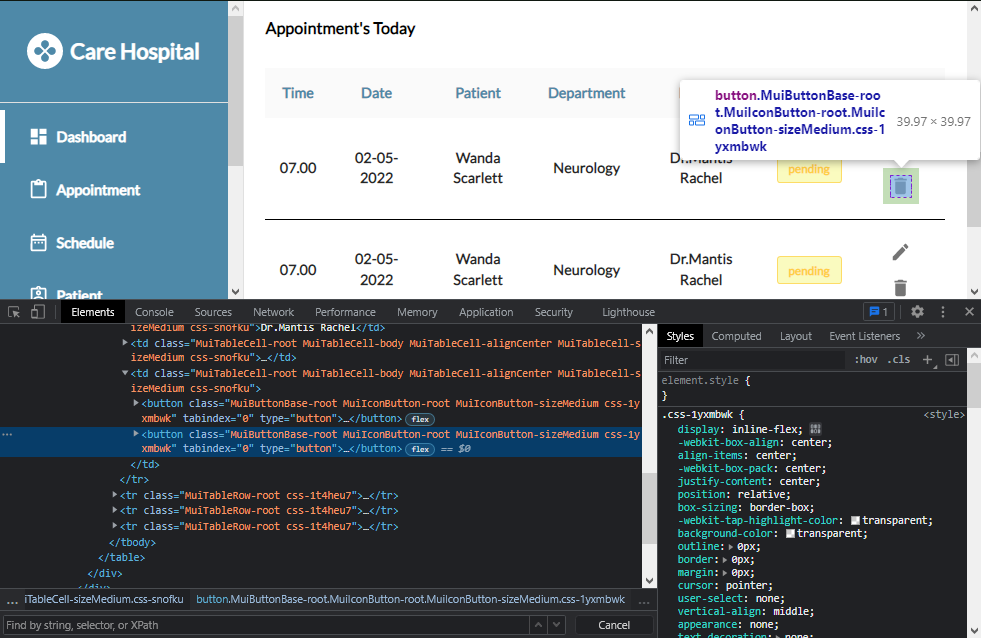 Care Hospital
Dashboard
Appointment
Schedule
Patient
Appointment's Today
Time Date Patient Department
button.MuiButtonBase-roo
t.MuiIconButton-root.MuiIc
onButton-sizeMedium.css-1
yxmbwk
39.97 × 39.97
07.00 02-05-2022 Wanda Scarlett Neurology Dr.Mantis Rachel pending
07.00 02-05-2022 Wanda Scarlett Neurology Dr.Mantis Rachel pending
Elements Console Sources Network Performance Memory Application Security Lighthouse 1
izeMedium css-snofku">Dr.Mantis Rachel</td>
<td class="MuiTableCell-root MuiTableCell-body MuiTableCell-alignCenter MuiTableCell-s
izeMedium css-snofku">…</td>
<td class="MuiTableCell-root MuiTableCell-body MuiTableCell-alignCenter MuiTableCell-s
izeMedium css-snofku">
<button class="MuiButtonBase-root MuiIconButton-root MuiIconButton-sizeMedium css-1y
xmbwk" tabindex="0" type="button">…</button> flex
<button class="MuiButtonBase-root MuiIconButton-root MuiIconButton-sizeMedium css-1y
xmbwk" tabindex="0" type="button">…</button> flex == $0
</td>
</tr>
<tr class="MuiTableRow-root css-1t4heu7">…</tr>
<tr class="MuiTableRow-root css-1t4heu7">…</tr>
<tr class="MuiTableRow-root css-1t4heu7">…</tr>
</tbody>
</table>
</div>
</div>
... iTableCell-sizeMedium.css-snofku button.MuiButtonBase-root.MuiIconButton-root.MuiIconButton-sizeMedium.css-1yxmbwk ...
Find by string, selector, or XPath Cancel
Styles Computed Layout Event Listeners »
Filter :hov .cls +
element.style {
}
.css-1yxmbwk { <style>
display: inline-flex;
-webkit-box-align: center;
align-items: center;
-webkit-box-pack: center;
justify-content: center;
position: relative;
box-sizing: border-box;
-webkit-tap-highlight-color: transparent;
background-color: transparent;
outline: 0px;
border: 0px;
margin: 0px;
cursor: pointer;
user-select: none;
vertical-align: middle;
appearance: none;
text-decoration: none;